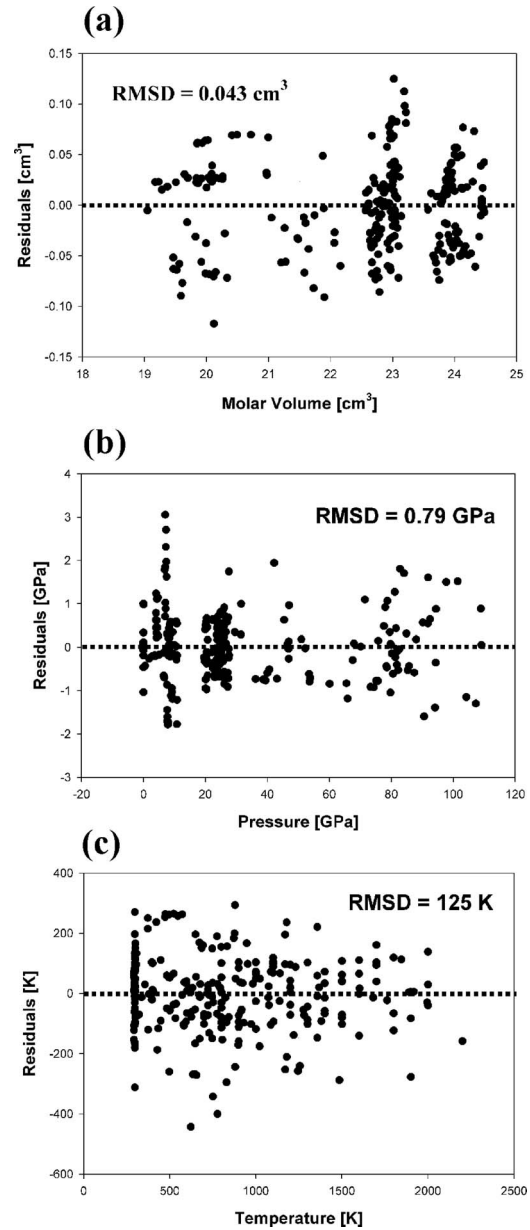 (a)
RMSD = 0.043 cm³
0.15
0.10
0.05
0.00
-0.05
-0.10
-0.15
Residuals [cm³]
18 19 20 21 22 23 24 25
Molar Volume [cm³]
(b)
RMSD = 0.79 GPa
4
3
2
1
0
-1
-2
-3
Residuals [GPa]
-20 0 20 40 60 80 100 120
Pressure [GPa]
(c)
RMSD = 125 K
400
200
0
-200
-400
-600
Residuals [K]
0 500 1000 1500 2000 2500
Temperature [K]